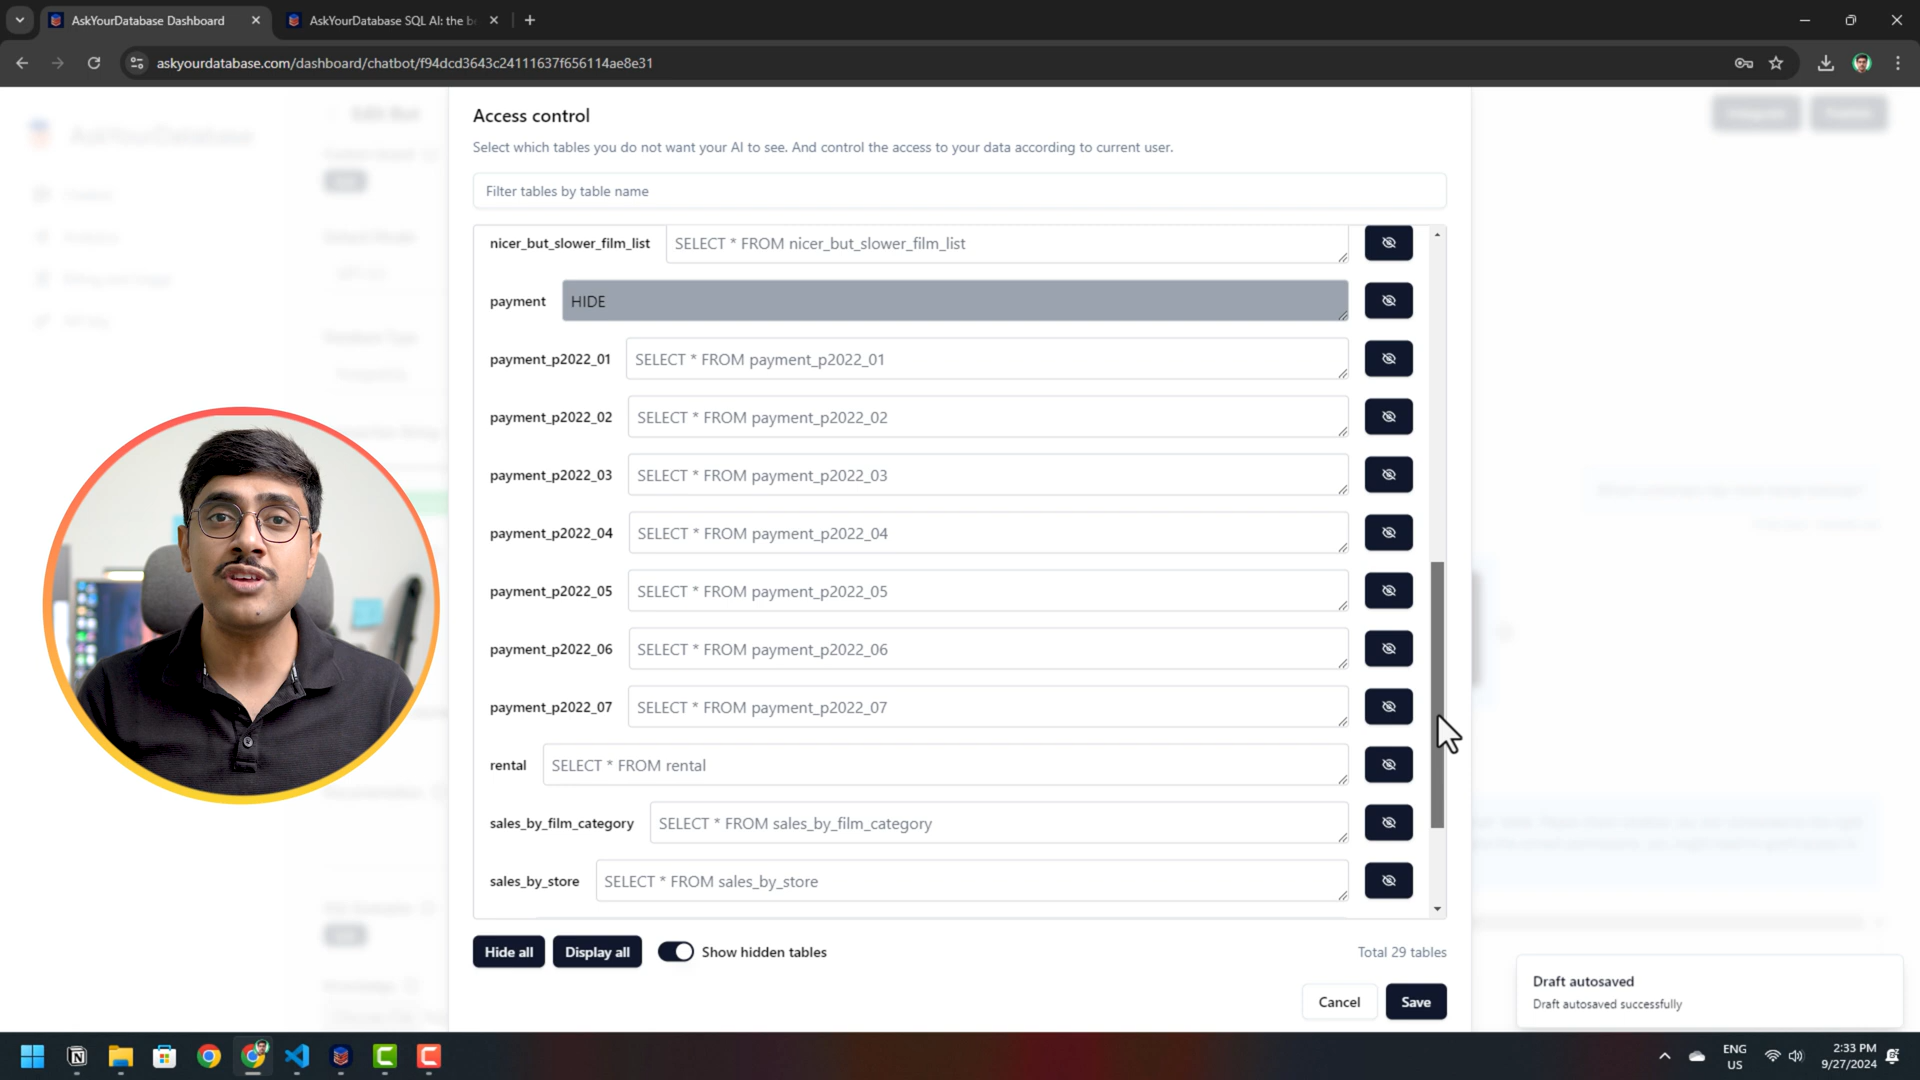 AskYourDatabase Dashboard
AskYourDatabase SQL AI: the b
askyourdatabase.com/dashboard/chatbot/f94dcd3643c24111637f656114ae8e31
Access control
Select which tables you do not want your AI to see. And control the access to your data according to current user.
Filter tables by table name
nicer_but_slower_film_list SELECT * FROM nicer_but_slower_film_list
payment HIDE
payment_p2022_01 SELECT * FROM payment_p2022_01
payment_p2022_02 SELECT * FROM payment_p2022_02
payment_p2022_03 SELECT * FROM payment_p2022_03
payment_p2022_04 SELECT * FROM payment_p2022_04
payment_p2022_05 SELECT * FROM payment_p2022_05
payment_p2022_06 SELECT * FROM payment_p2022_06
payment_p2022_07 SELECT * FROM payment_p2022_07
rental SELECT * FROM rental
sales_by_film_category SELECT * FROM sales_by_film_category
sales_by_store SELECT * FROM sales_by_store
Hide all Display all Show hidden tables Total 29 tables
Cancel Save
Draft autosaved
Draft autosaved successfully
AskYourDatabase
Edit Bot
ENG
US
2:33 PM
9/27/2024